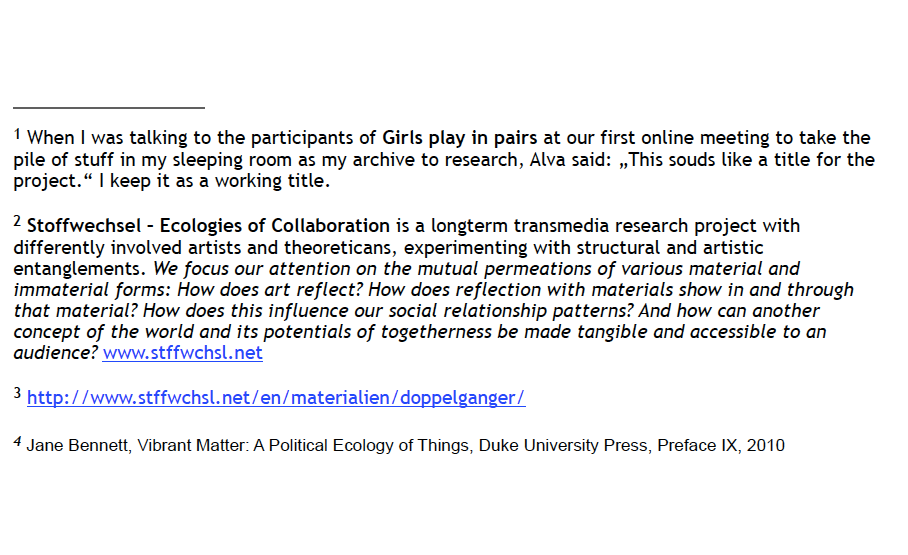 1 When I was talking to the participants of Girls play in pairs at our first online meeting to take the
pile of stuff in my sleeping room as my archive to research, Alva said: „This souds like a title for the
project.“ I keep it as a working title.
2 Stoffwechsel – Ecologies of Collaboration is a longterm transmedia research project with
differently involved artists and theoreticans, experimenting with structural and artistic
entanglements. We focus our attention on the mutual permeations of various material and
immaterial forms: How does art reflect? How does reflection with materials show in and through
that material? How does this influence our social relationship patterns? And how can another
concept of the world and its potentials of togetherness be made tangible and accessible to an
audience? www.stffwchsl.net
3 http://www.stffwchsl.net/en/materialien/doppelganger/
4 Jane Bennett, Vibrant Matter: A Political Ecology of Things, Duke University Press, Preface IX, 2010